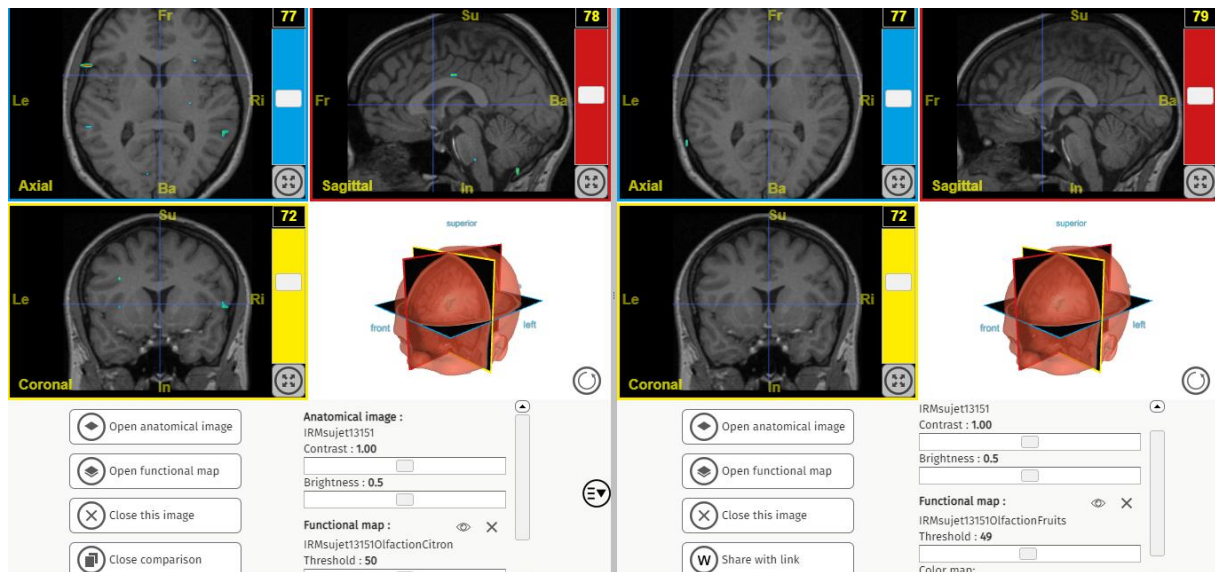 Fr
77
Le
Ri
Axial
Ba
Su
78
Fr
Ba
Sagittal
In
Su
72
Le
Ri
Coronal
In
superior
front
left
Open anatomical image
Open functional map
Close this image
Close comparison
Anatomical image :
IRMsujet13151
Contrast : 1.00
Brightness : 0.5
Functional map :
IRMsujet13151OlfactionCitron
Threshold : 50
Fr
77
Le
Ri
Axial
Ba
Su
79
Fr
Ba
Sagittal
In
Su
72
Le
Ri
Coronal
In
superior
front
left
Open anatomical image
Open functional map
Close this image
W Share with link
IRMsujet13151
Contrast : 1.00
Brightness : 0.5
Functional map :
IRMsujet13151OlfactionFruits
Threshold : 49
Color map: